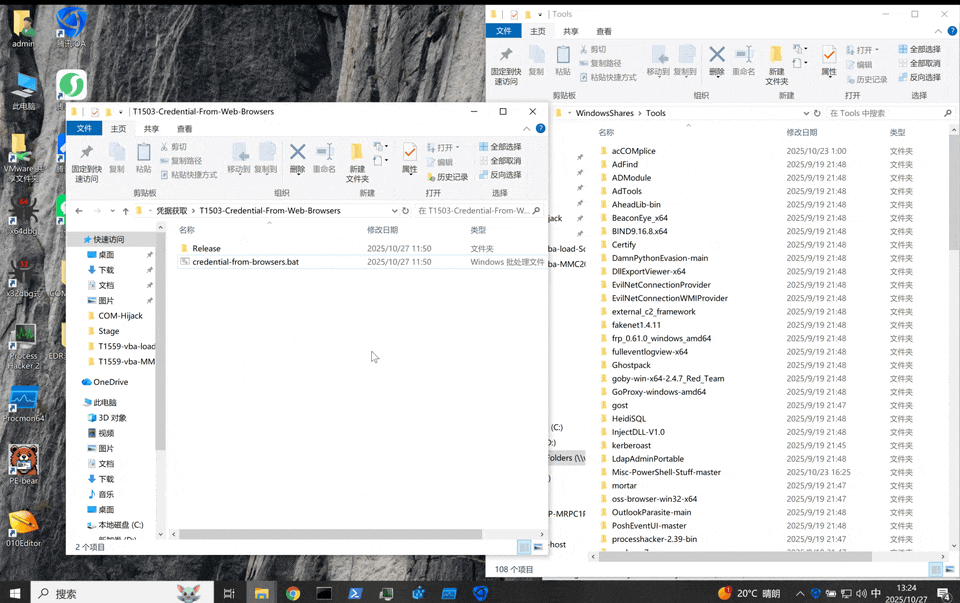 admin
腾讯QA
此电脑
VMware 共
享文件夹
x64dbg
x32dbg
Process
Hacker 2
Procmon64
PE-bear
010Editor
Tools
文件
主页
共享
查看
固定到快
速访问
复制
粘贴
剪切
复制路径
粘贴快捷方式
移动到
复制到
删除
重命名
新建
文件夹
属性
打开
编辑
历史记录
全部选择
全部取消
反向选择
剪贴板
组织
新建
打开
选择
WindowsShares › Tools
在 Tools 中搜索
名称 修改日期 类型
acCOMplice 2025/10/23 1:00 文件夹
AdFind 2025/9/19 21:48 文件夹
ADModule 2025/9/19 21:48 文件夹
AdTools 2025/9/19 21:48 文件夹
AheadLib-bin 2025/9/19 21:48 文件夹
BeaconEye_x64 2025/9/19 21:48 文件夹
BIND9.16.8.x64 2025/9/19 21:48 文件夹
Certify 2025/9/19 21:48 文件夹
DamnPythonEvasion-main 2025/9/19 21:48 文件夹
DllExportViewer-x64 2025/9/19 21:48 文件夹
EvilNetConnectionProvider 2025/9/19 21:48 文件夹
EvilNetConnectionWMIProvider 2025/9/19 21:48 文件夹
external_c2_framework 2025/9/19 21:48 文件夹
fakenet1.4.11 2025/9/19 21:48 文件夹
frp_0.61.0_windows_amd64 2025/9/19 21:48 文件夹
fulleventlogview-x64 2025/9/19 21:48 文件夹
Ghostpack 2025/9/19 21:48 文件夹
goby-win-x64-2.4.7_Red_Team 2025/9/19 21:48 文件夹
GoProxy-windows-amd64 2025/9/19 21:48 文件夹
gost 2025/9/19 21:47 文件夹
HeidiSQL 2025/9/19 21:48 文件夹
InjectDLL-V1.0 2025/9/19 21:48 文件夹
kerberoast 2025/9/19 21:45 文件夹
LdapAdminPortable 2025/9/19 21:48 文件夹
Misc-PowerShell-Stuff-master 2025/10/23 16:25 文件夹
mortar 2025/9/19 21:47 文件夹
oss-browser-win32-x64 2025/9/19 21:47 文件夹
OutlookParasite-main 2025/9/19 21:48 文件夹
PoshEventUI-master 2025/9/19 21:48 文件夹
processhacker-2.39-bin 2025/9/19 21:47 文件夹
108 个项目
T1503-Credential-From-Web-Browsers
文件
主页
共享
查看
固定到快
速访问
复制
粘贴
剪切
复制路径
粘贴快捷方式
移动到
复制到
删除
重命名
新建
文件夹
属性
打开
编辑
历史记录
全部选择
全部取消
反向选择
剪贴板
组织
新建
打开
选择
凭据获取 › T1503-Credential-From-Web-Browsers
在 T1503-Credential-From-W...
名称 修改日期 类型
Release 2025/10/27 11:50 文件夹
credential-from-browsers.bat 2025/10/27 11:50 Windows 批处理文件
快速访问
桌面
下载
文档
图片
COM-Hijack
Stage
T1559-vba-load
T1559-vba-MM
OneDrive
此电脑
3D 对象
视频
图片
文档
下载
音乐
桌面
本地磁盘 (C:)
2 个项目
搜索
20°C 晴朗
中
13:24
2025/10/27
4